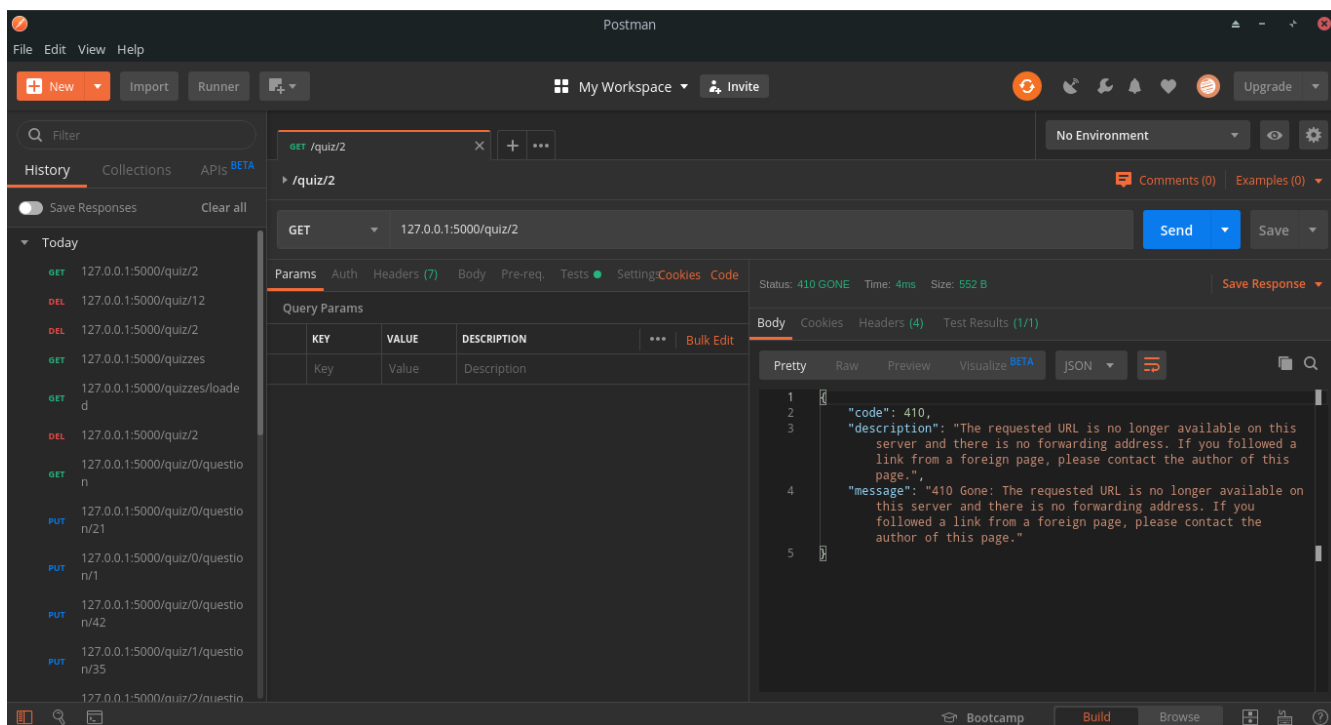 Postman
File Edit View Help
New Import Runner My Workspace Invite Upgrade
Filter
History Collections APIs BETA
Save Responses Clear all
Today
GET 127.0.0.1:5000/quiz/2
DEL 127.0.0.1:5000/quiz/12
DEL 127.0.0.1:5000/quiz/2
GET 127.0.0.1:5000/quizzes
GET 127.0.0.1:5000/quizzes/loade
d
DEL 127.0.0.1:5000/quiz/2
GET 127.0.0.1:5000/quiz/0/questio
n
PUT 127.0.0.1:5000/quiz/0/questio
n/21
PUT 127.0.0.1:5000/quiz/0/questio
n/1
PUT 127.0.0.1:5000/quiz/0/questio
n/42
PUT 127.0.0.1:5000/quiz/1/questio
n/35
127.0.0.1:5000/quiz/2/questio
GET /quiz/2
No Environment
/quiz/2
Comments (0) Examples (0)
GET 127.0.0.1:5000/quiz/2 Send Save
Params Auth Headers (7) Body Pre-req. Tests Settings Cookies Code
Query Params
KEY VALUE DESCRIPTION Bulk Edit
Key Value Description
Status: 410 GONE Time: 4ms Size: 552 B Save Response
Body Cookies Headers (4) Test Results (1/1)
Pretty Raw Preview Visualize BETA JSON
1 {
2 "code": 410,
3 "description": "The requested URL is no longer available on this
server and there is no forwarding address. If you followed a
link from a foreign page, please contact the author of this
page.",
4 "message": "410 Gone: The requested URL is no longer available on
this server and there is no forwarding address. If you
followed a link from a foreign page, please contact the
author of this page."
5 }
Bootcamp Build Browse